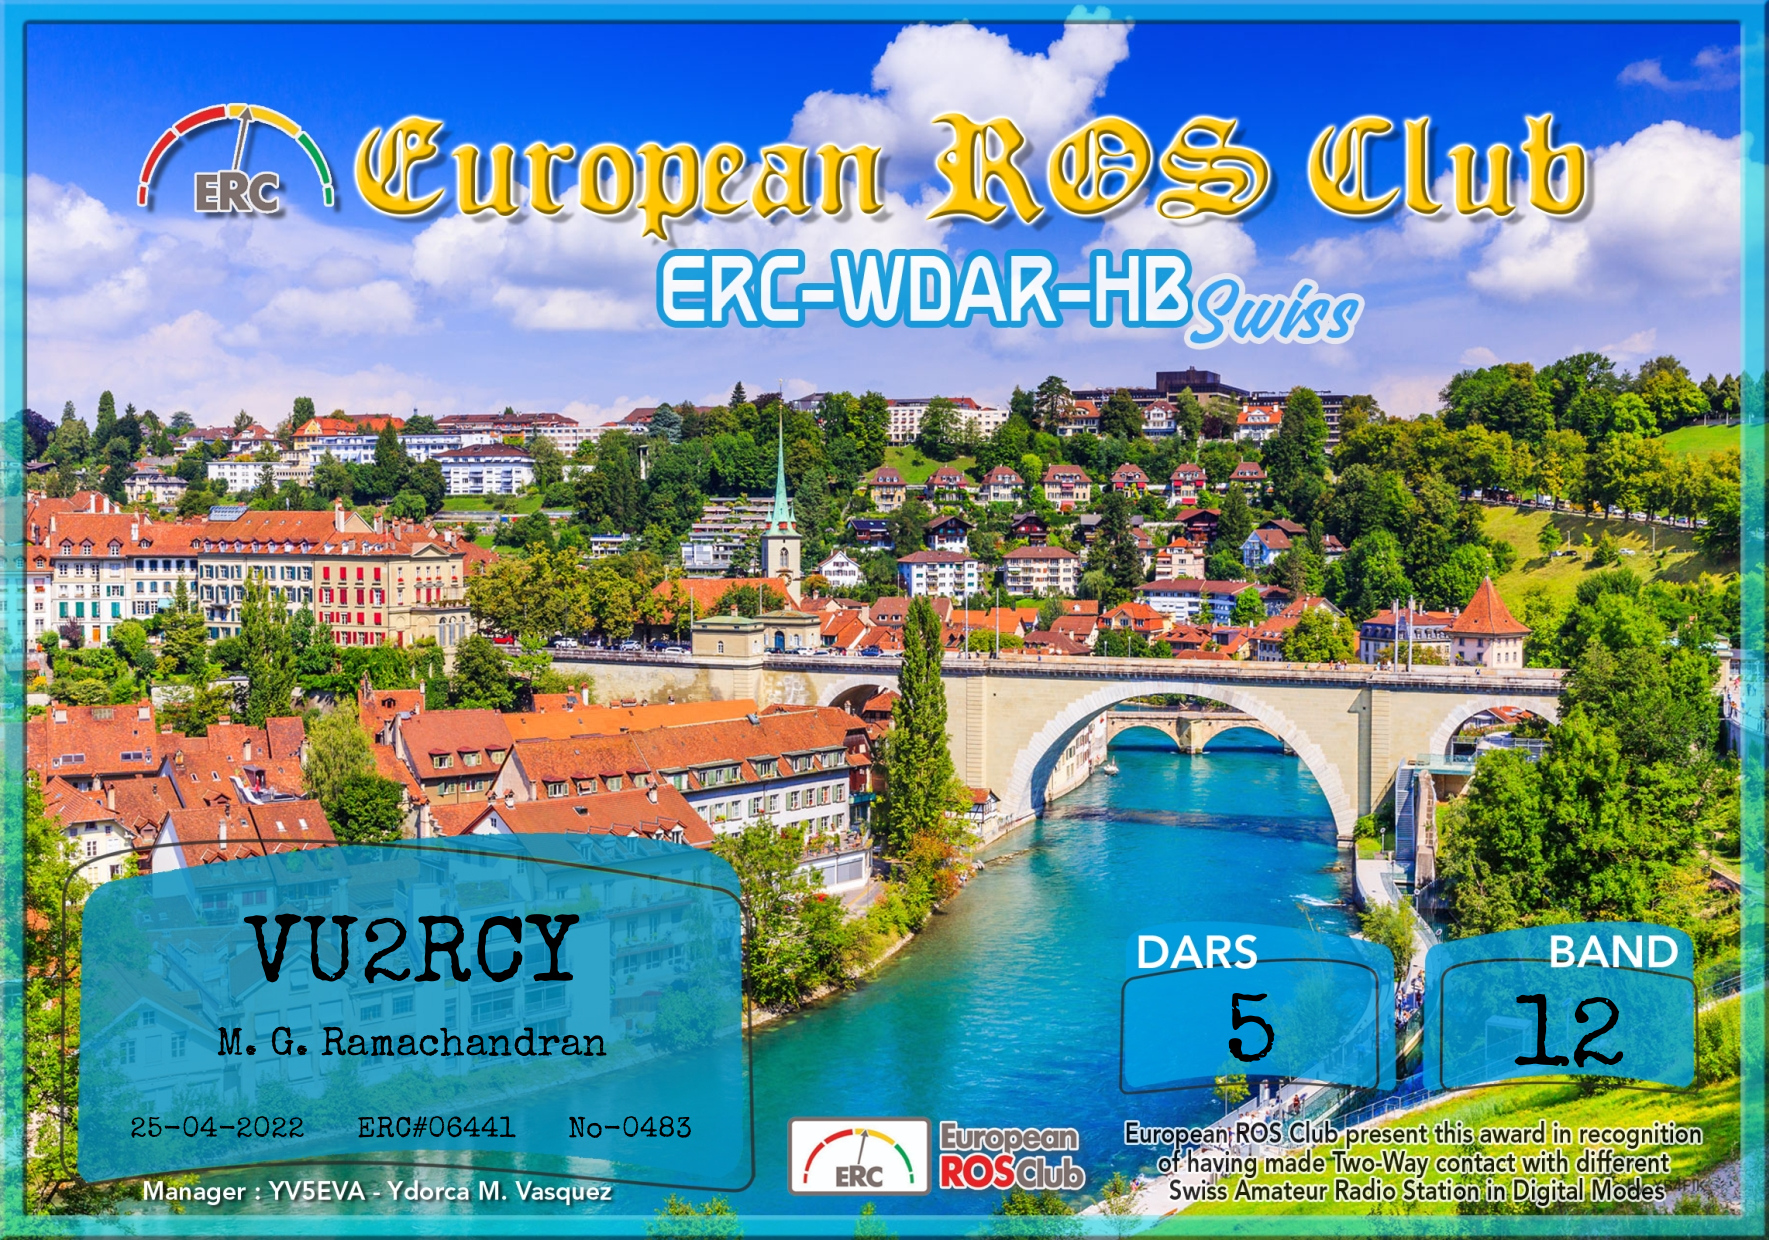 ERC European ROS Club
ERC-WDAR-HB Swiss
VU2RCY
M. G. Ramachandran
25-04-2022 ERC#06441 No-0483
Manager : YV5EVA - Ydorca M. Vasquez
DARS
5
BAND
12
ERC European
ROSClub
European ROS Club present this award in recognition
of having made Two-Way contact with different
Swiss Amateur Radio Station in Digital Modes